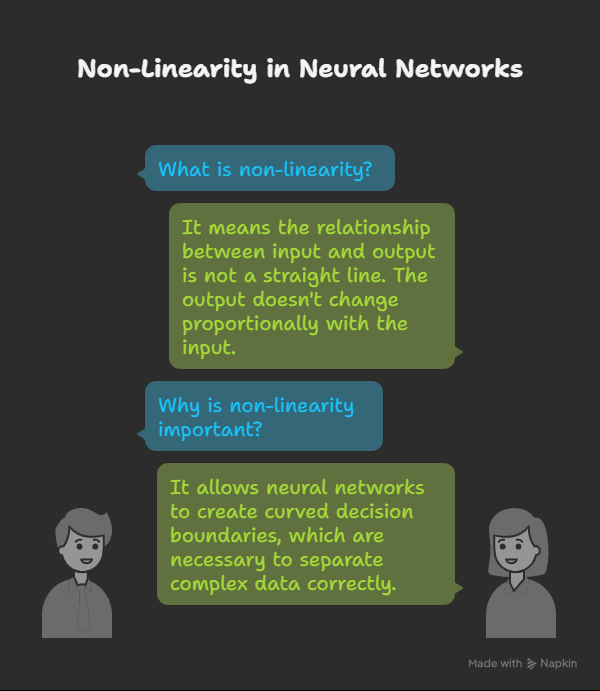 Non-Linearity in Neural Networks
What is non-linearity?
It means the relationship
between input and output
is not a straight line. The
output doesn't change
proportionally with the
input.
Why is non-linearity
important?
It allows neural networks
to create curved decision
boundaries, which are
necessary to separate
complex data correctly.
Made with Napkin